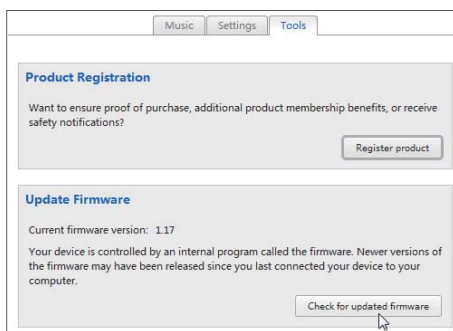 Music Settings Tools
Product Registration
Want to ensure proof of purchase, additional product membership benefits, or receive
safety notifications?
Register product
Update Firmware
Current firmware version: 1.17
Your device is controlled by an internal program called the firmware. Newer versions of
the firmware may have been released since you last connected your device to your
computer.
Check for updated firmware